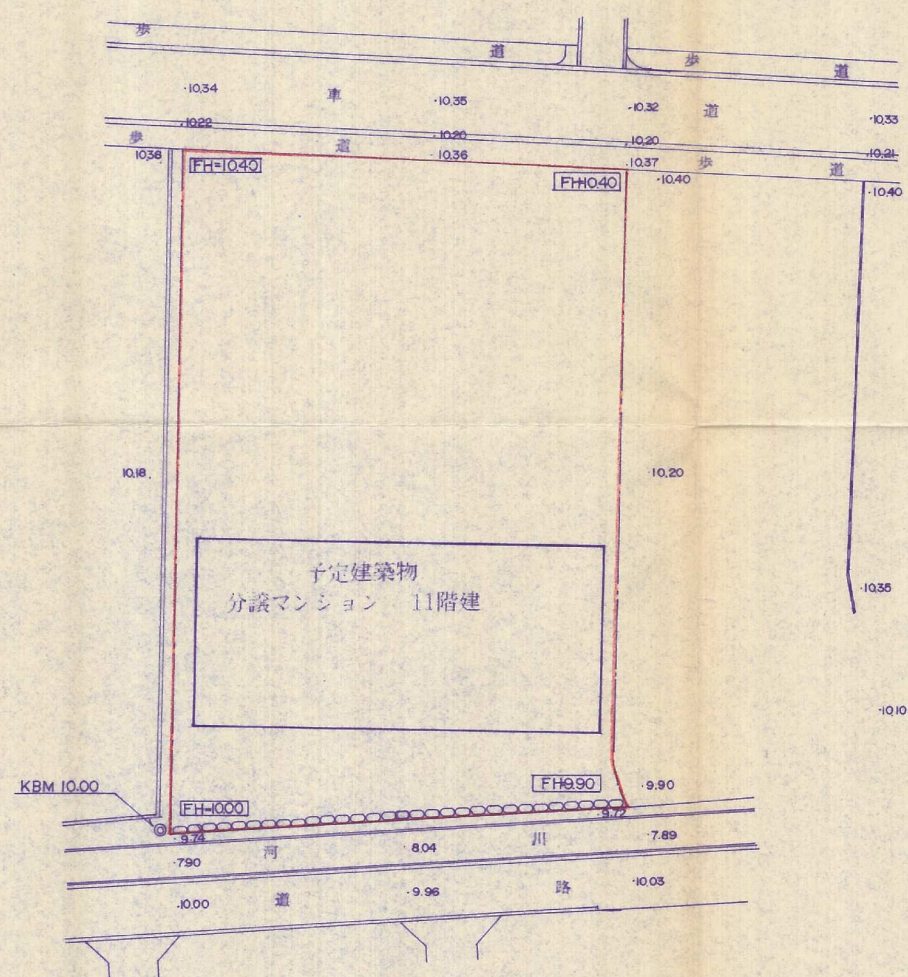 歩 道 歩 道
·10.34 車 ·10.35 ·10.32 道 ·10.33
·10.22 ·10.20 ·10.20 ·10.21
歩 道 歩 道
10.38 ·10.36 ·10.37 ·10.40 ·10.40
FH=10.40 FH=10.40
10.18. ·10.20
予定建築物
分譲マンション 11階建
·10.35
·10.10
KBM 10.00 FH=9.90 ·9.90
FH=10.00
·9.74 ·9.72
河 川
·7.90 8.04 ·7.89
·10.00 道 ·9.96 路 ·10.03